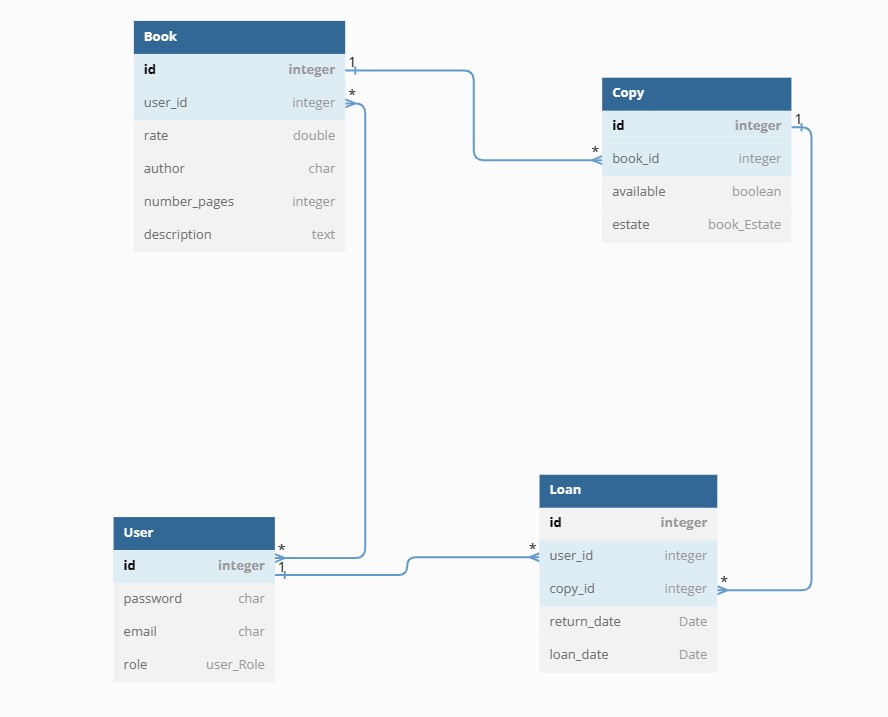 Book
id integer 1
user_id integer *
rate double
author char
number_pages integer
description text
Copy
id integer 1
* book_id integer
available boolean
estate book_Estate
User *
id integer 1
password char
email char
role user_Role
Loan
id integer
* user_id integer
copy_id integer *
return_date Date
loan_date Date